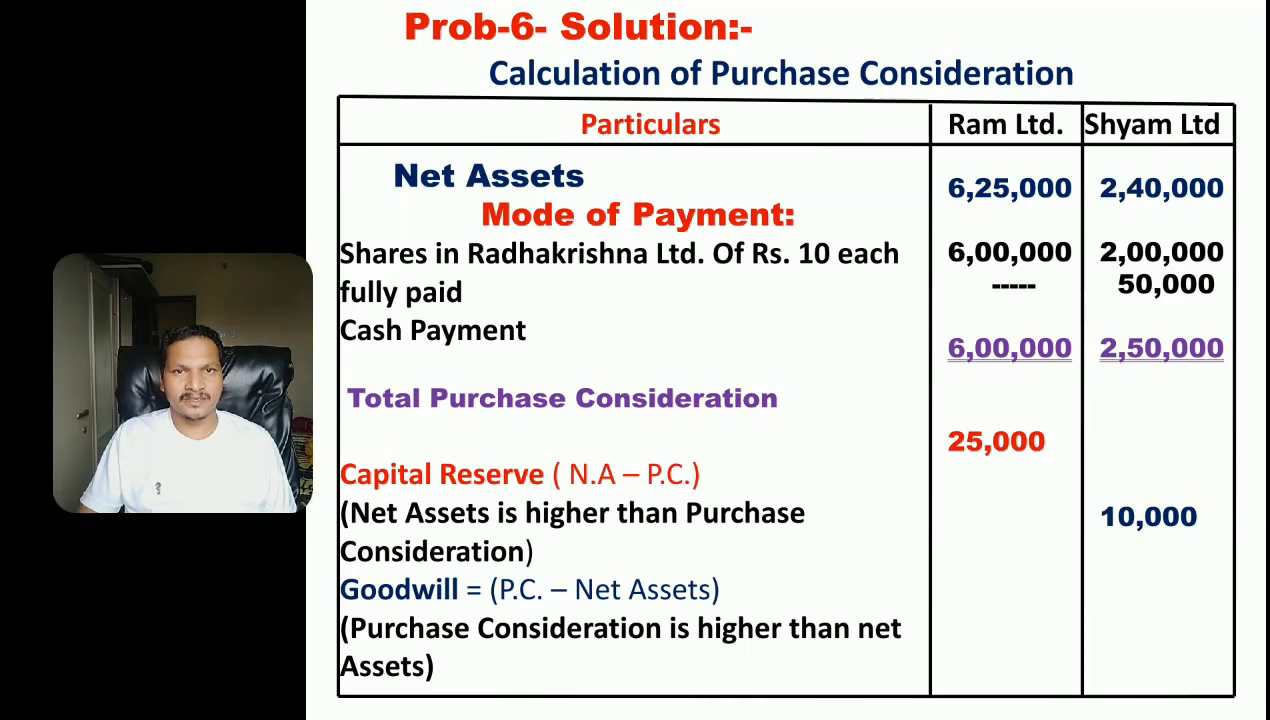 Prob-6- Solution:-
Calculation of Purchase Consideration
Particulars Ram Ltd. Shyam Ltd
Net Assets 6,25,000 2,40,000
Mode of Payment:
Shares in Radhakrishna Ltd. Of Rs. 10 each 6,00,000 2,00,000
fully paid ----- 50,000
Cash Payment
6,00,000 2,50,000
Total Purchase Consideration
25,000
Capital Reserve ( N.A – P.C.)
(Net Assets is higher than Purchase 10,000
Consideration)
Goodwill = (P.C. – Net Assets)
(Purchase Consideration is higher than net
Assets)